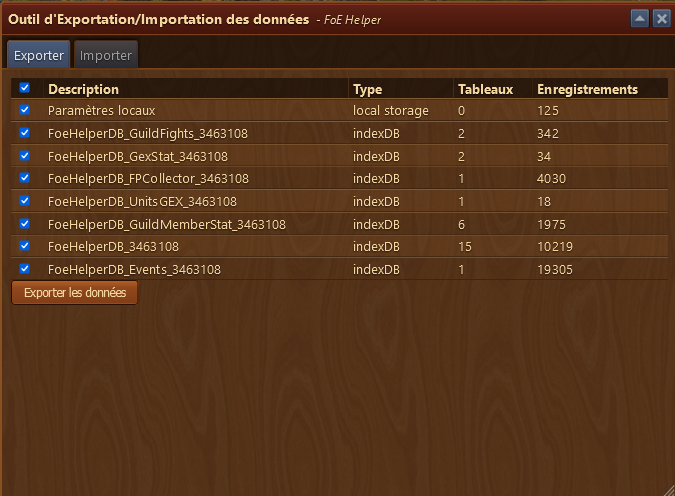 Outil d'Exportation/Importation des données - FoE Helper
Exporter Importer
Description Type Tableaux Enregistrements
Paramètres locaux local storage 0 125
FoeHelperDB_GuildFights_3463108 indexDB 2 342
FoeHelperDB_GexStat_3463108 indexDB 2 34
FoeHelperDB_FPCollector_3463108 indexDB 1 4030
FoeHelperDB_UnitsGEX_3463108 indexDB 1 18
FoeHelperDB_GuildMemberStat_3463108 indexDB 6 1975
FoeHelperDB_3463108 indexDB 15 10219
FoeHelperDB_Events_3463108 indexDB 1 19305
Exporter les données